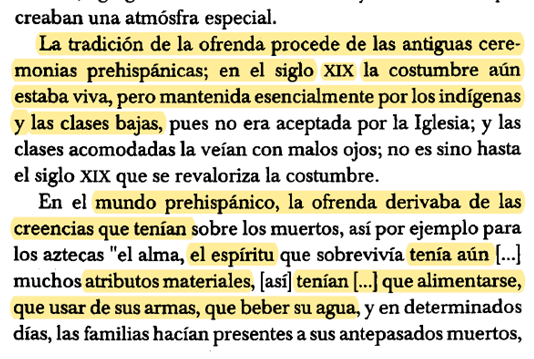 creaban una atmósfra especial.
La tradición de la ofrenda procede de las antiguas cere-
monias prehispánicas; en el siglo XIX la costumbre aún
estaba viva, pero mantenida esencialmente por los indígenas
y las clases bajas, pues no era aceptada por la Iglesia; y las
clases acomodadas la veían con malos ojos; no es sino hasta
el siglo XIX que se revaloriza la costumbre.
En el mundo prehispánico, la ofrenda derivaba de las
creencias que tenían sobre los muertos, así por ejemplo para
los aztecas "el alma, el espíritu que sobrevivía tenía aún [...]
muchos atributos materiales, [así] tenían [...] que alimentarse,
que usar de sus armas, que beber su agua, y en determinados
días, las familias hacían presentes a sus antepasados muertos,